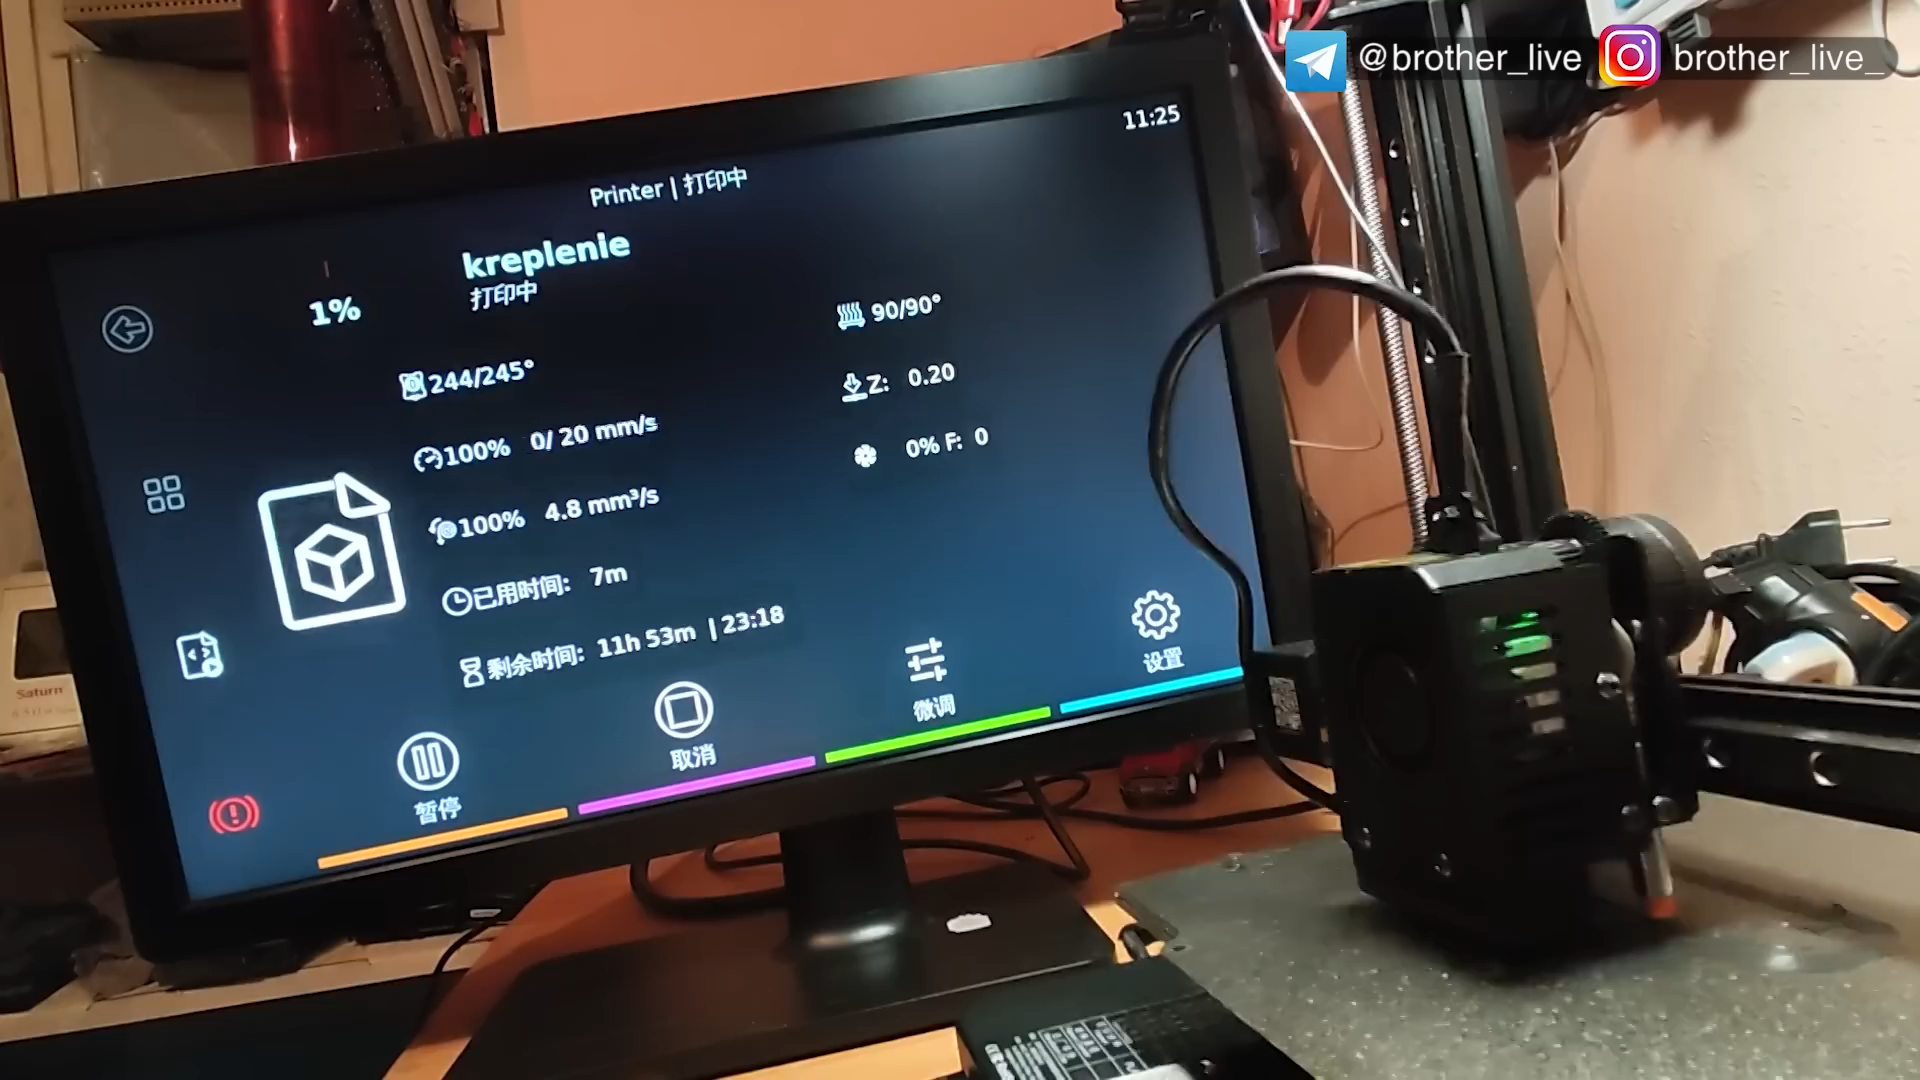 @brother_live brother_live_
11:25
Printer | 打印中
kreplenie
打印中
1%
244/245°
90/90°
100% 0/ 20 mm/s
Z: 0.20
100% 4.8 mm³/s
0% F: 0
已用时间: 7m
剩余时间: 11h 53m | 23:18
暂停
取消
微调
设置
Saturn